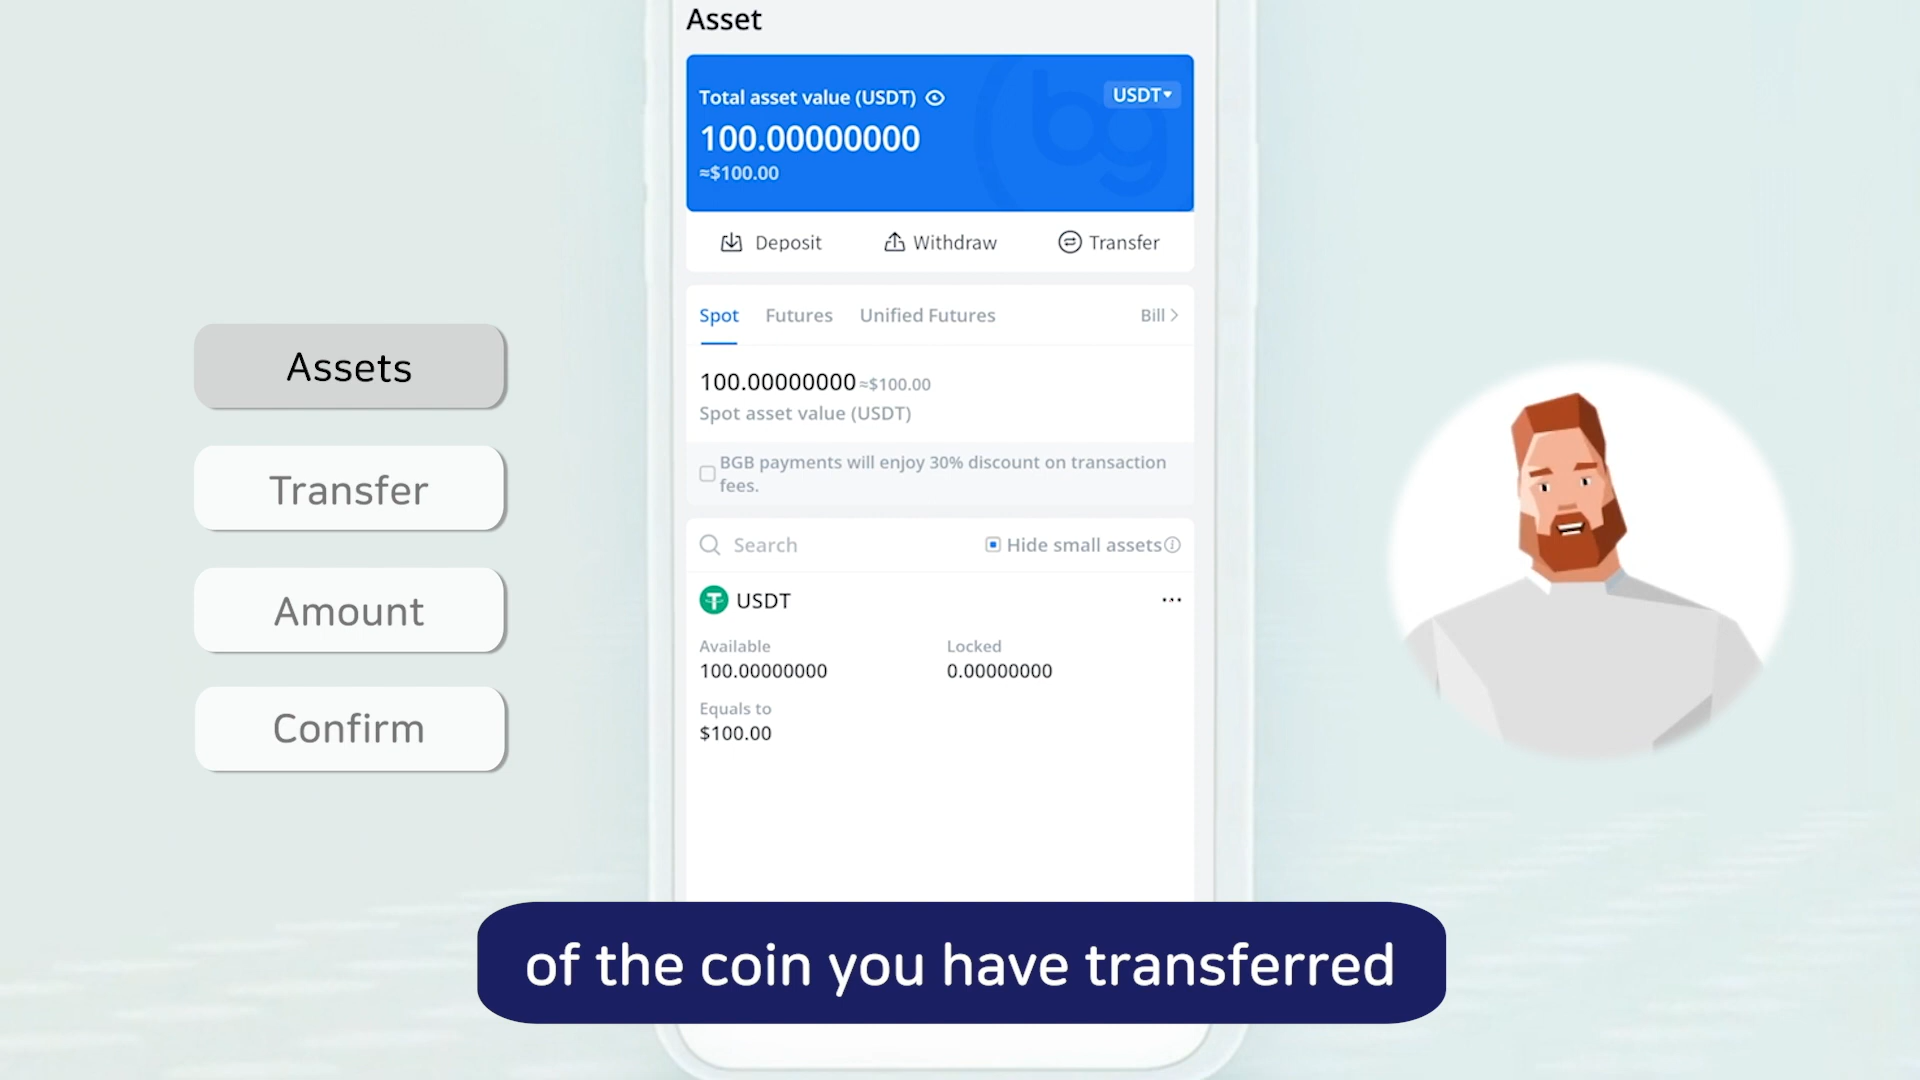 Asset
Total asset value (USDT)
USDT
100.00000000
≈$100.00
Deposit
Withdraw
Transfer
Spot
Futures
Unified Futures
Bill
100.00000000 ≈$100.00
Spot asset value (USDT)
BGB payments will enjoy 30% discount on transaction
fees.
Search
Hide small assets
USDT
Available
Locked
100.00000000
0.00000000
Equals to
$100.00
Assets
Transfer
Amount
Confirm
bg
of the coin you have transferred